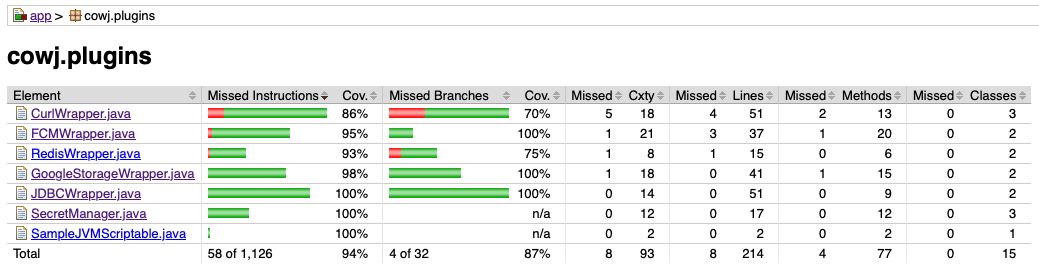 app > cowj.plugins
cowj.plugins
Element Missed Instructions Cov. Missed Branches Cov. Missed Cxty Missed Lines Missed Methods Missed Classes
CurlWrapper.java 86% 70% 5 18 4 51 2 13 0 3
FCMWrapper.java 95% 100% 1 21 3 37 1 20 0 2
RedisWrapper.java 93% 75% 1 8 1 15 0 6 0 2
GoogleStorageWrapper.java 98% 100% 1 18 0 41 1 15 0 2
JDBCWrapper.java 100% 100% 0 14 0 51 0 9 0 2
SecretManager.java 100% n/a 0 12 0 17 0 12 0 3
SampleJVMScriptable.java 100% n/a 0 2 0 2 0 2 0 1
Total 58 of 1,126 94% 4 of 32 87% 8 93 8 214 4 77 0 15